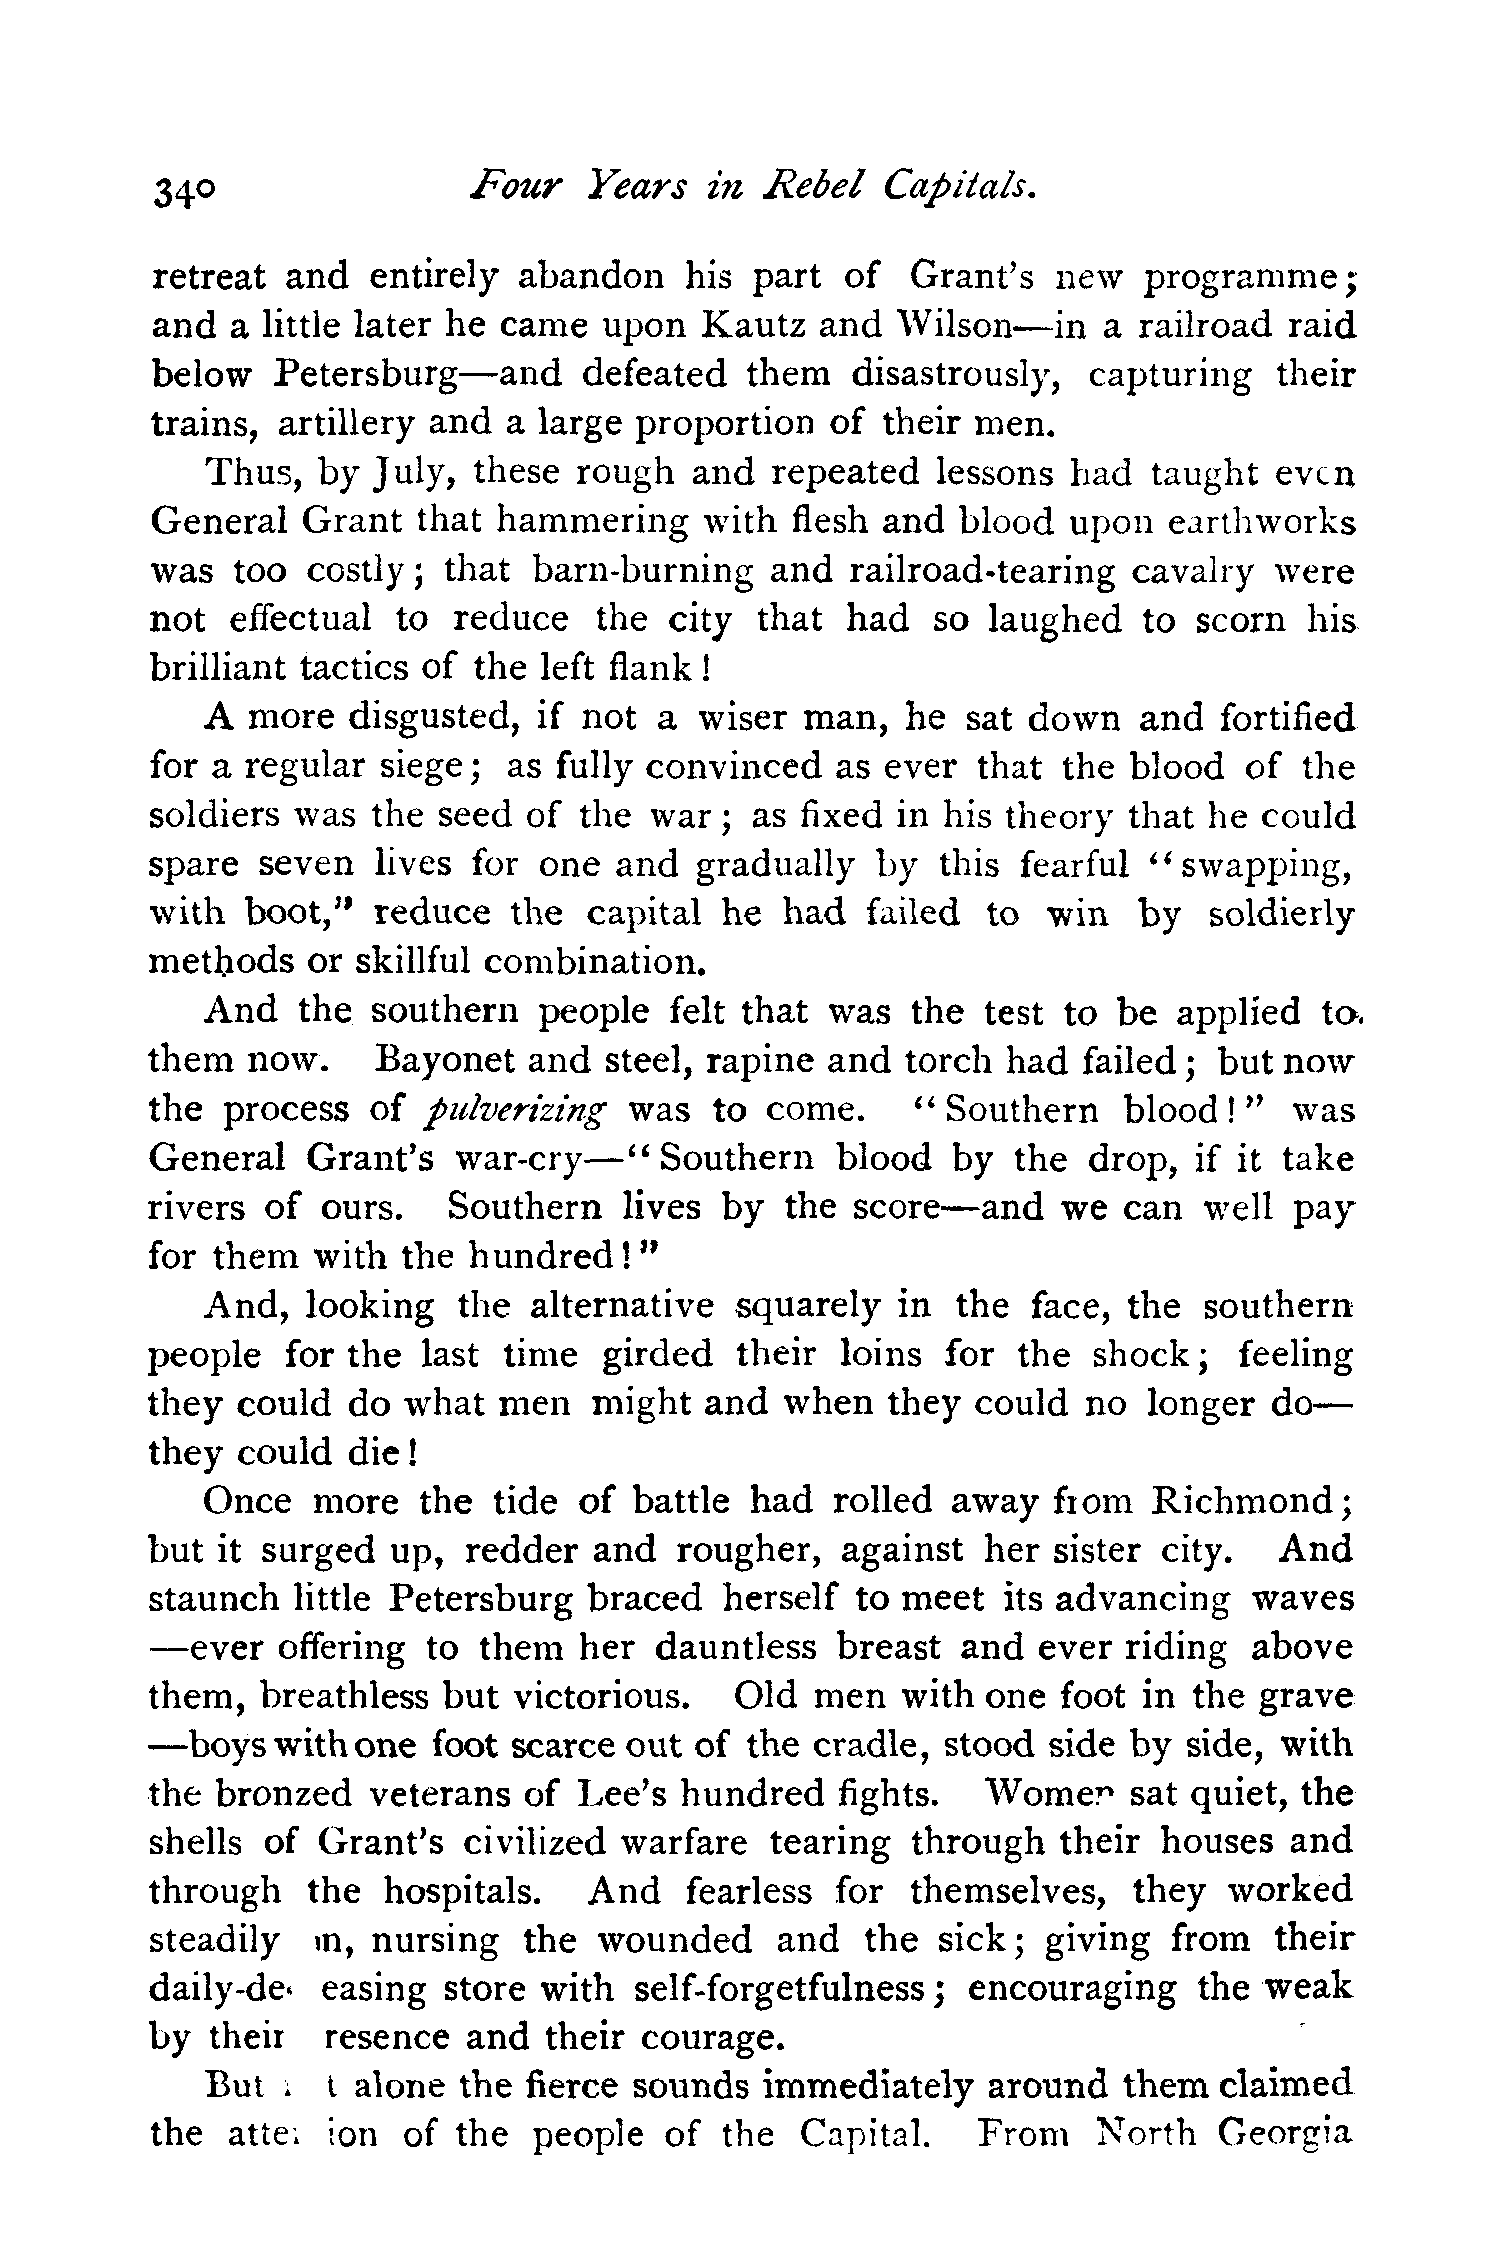 340 Four Years in Rebel Capitals.
retreat and entirely abandon his part of Grant's new programme;
and a little later he came upon Kautz and Wilson—in a railroad raid
below Petersburg—and defeated them disastrously, capturing their
trains, artillery and a large proportion of their men.
Thus, by July, these rough and repeated lessons had taught even
General Grant that hammering with flesh and blood upon earthworks
was too costly; that barn-burning and railroad-tearing cavalry were
not effectual to reduce the city that had so laughed to scorn his
brilliant tactics of the left flank!
A more disgusted, if not a wiser man, he sat down and fortified
for a regular siege; as fully convinced as ever that the blood of the
soldiers was the seed of the war; as fixed in his theory that he could
spare seven lives for one and gradually by this fearful "swapping,
with boot," reduce the capital he had failed to win by soldierly
methods or skillful combination.
And the southern people felt that was the test to be applied to
them now. Bayonet and steel, rapine and torch had failed; but now
the process of pulverizing was to come. "Southern blood!" was
General Grant's war-cry—"Southern blood by the drop, if it take
rivers of ours. Southern lives by the score—and we can well pay
for them with the hundred!"
And, looking the alternative squarely in the face, the southern
people for the last time girded their loins for the shock; feeling
they could do what men might and when they could no longer do—
they could die!
Once more the tide of battle had rolled away from Richmond;
but it surged up, redder and rougher, against her sister city. And
staunch little Petersburg braced herself to meet its advancing waves
—ever offering to them her dauntless breast and ever riding above
them, breathless but victorious. Old men with one foot in the grave
—boys with one foot scarce out of the cradle, stood side by side, with
the bronzed veterans of Lee's hundred fights. Women sat quiet, the
shells of Grant's civilized warfare tearing through their houses and
through the hospitals. And fearless for themselves, they worked
steadily nursing the wounded and the sick; giving from their
daily-de easing store with self-forgetfulness; encouraging the weak
by their resence and their courage.
But t alone the fierce sounds immediately around them claimed
the atte ion of the people of the Capital. From North Georgia